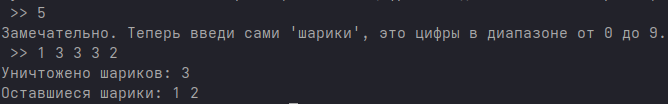 >> 5
Замечательно. Теперь введи сами 'шарики', это цифры в диапазоне от 0 до 9.
>> 1 3 3 3 2
Уничтожено шариков: 3
Оставшиеся шарики: 1 2